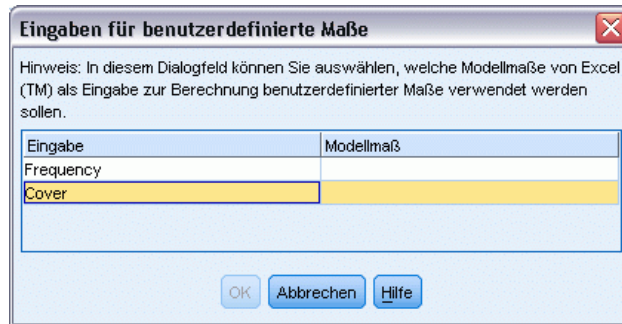 Eingaben für benutzerdefinierte Maße
Hinweis: In diesem Dialogfeld können Sie auswählen, welche Modellmaße von Excel
(TM) als Eingabe zur Berechnung benutzerdefinierter Maße verwendet werden
sollen.
Eingabe Modellmaß
Frequency
Cover
OK Abbrechen Hilfe